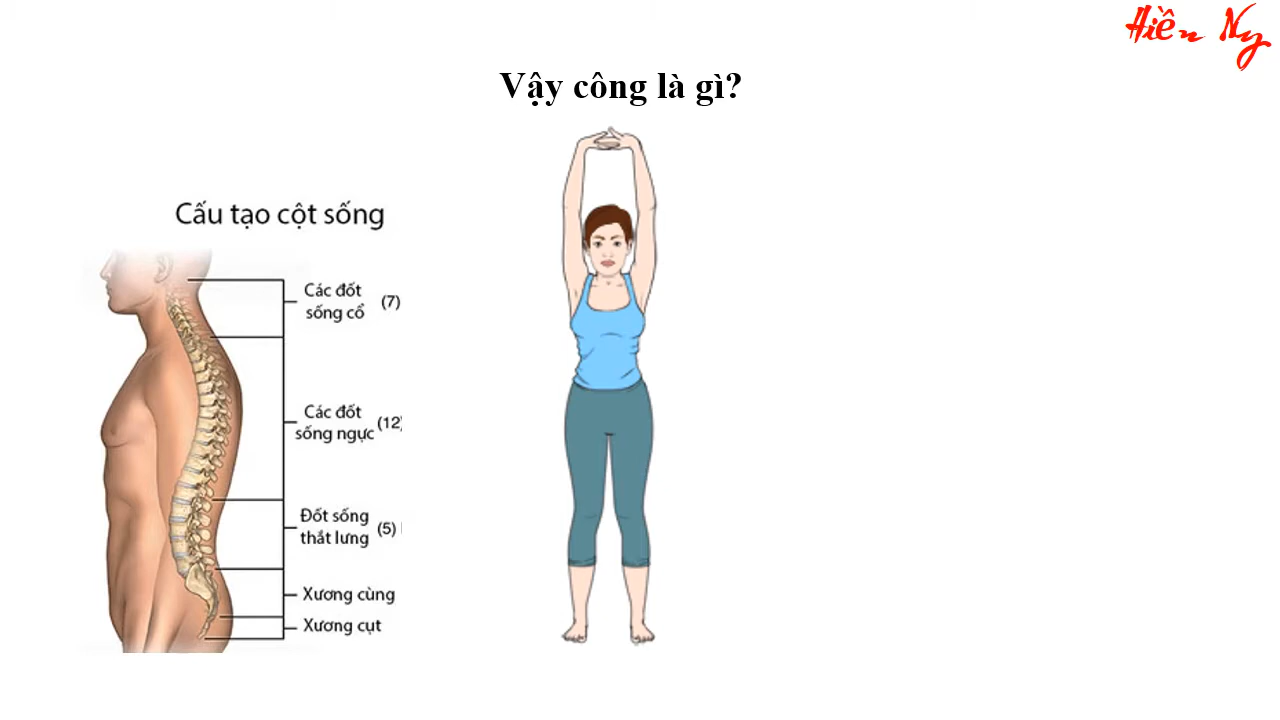 Hiền Ny
Vậy công là gì?
Cấu tạo cột sống
Các đốt
sống cổ (7)
Các đốt
sống ngực (12)
Đốt sống
thắt lưng (5)
Xương cùng
Xương cụt